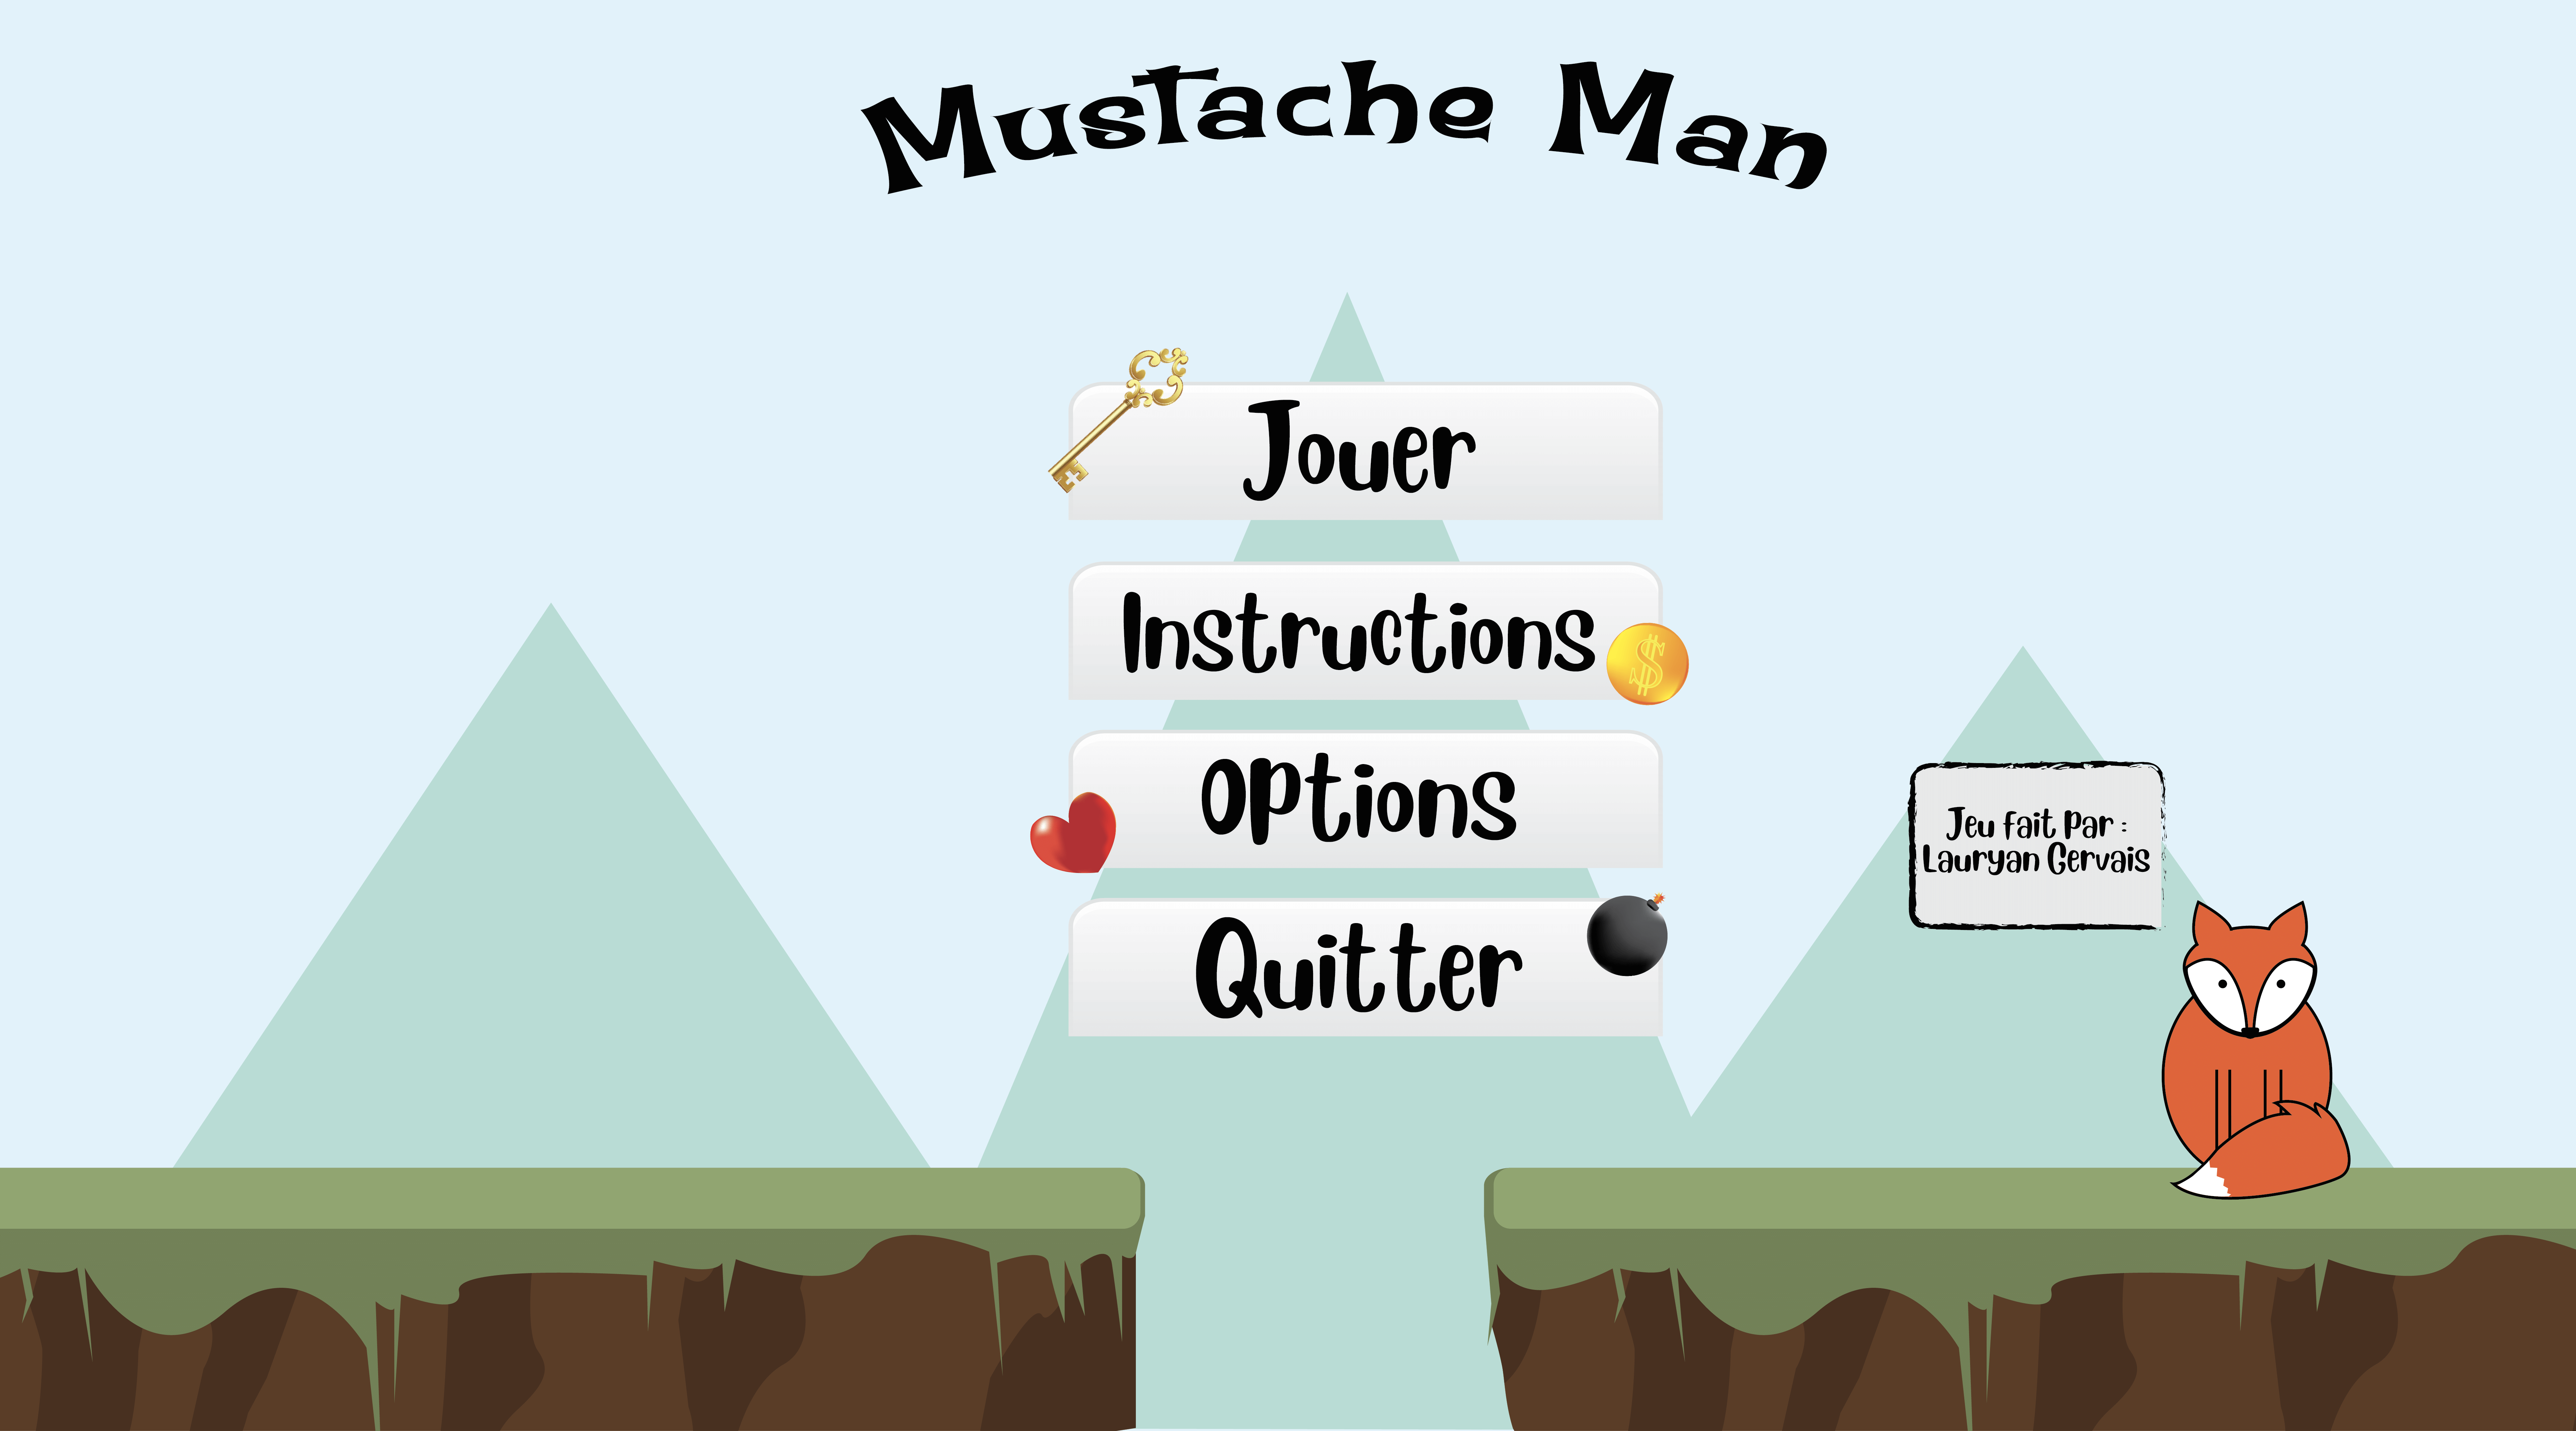 Mustache Man
Jouer
Instructions
Options
Quitter
Jeu fait par :
Lauryan Gervais